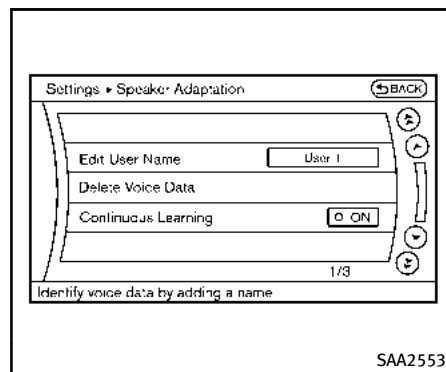 Settings ▸ Speaker Adaptation
BACK
Edit User Name
User 1
Delete Voice Data
Continuous Learning
ON
1/3
Identify voice data by adding a name
SAA2553